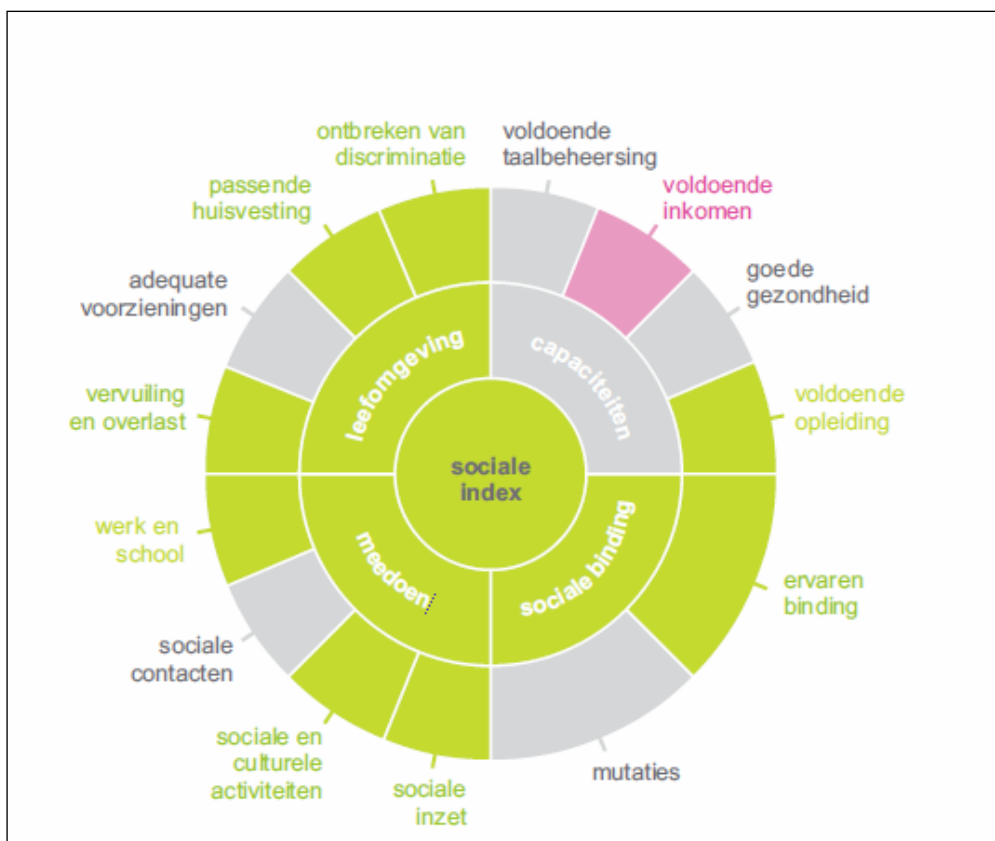 ontbreken van
discriminatie
voldoende
taalbeheersing
passende
huisvesting
voldoende
inkomen
adequate
voorzieningen
goede
gezondheid
leefomgeving
capaciteiten
vervuiling
en overlast
voldoende
opleiding
sociale
index
werk en
school
meedoen
sociale binding
ervaren
binding
sociale
contacten
sociale en
culturele
activiteiten
sociale
inzet
mutaties